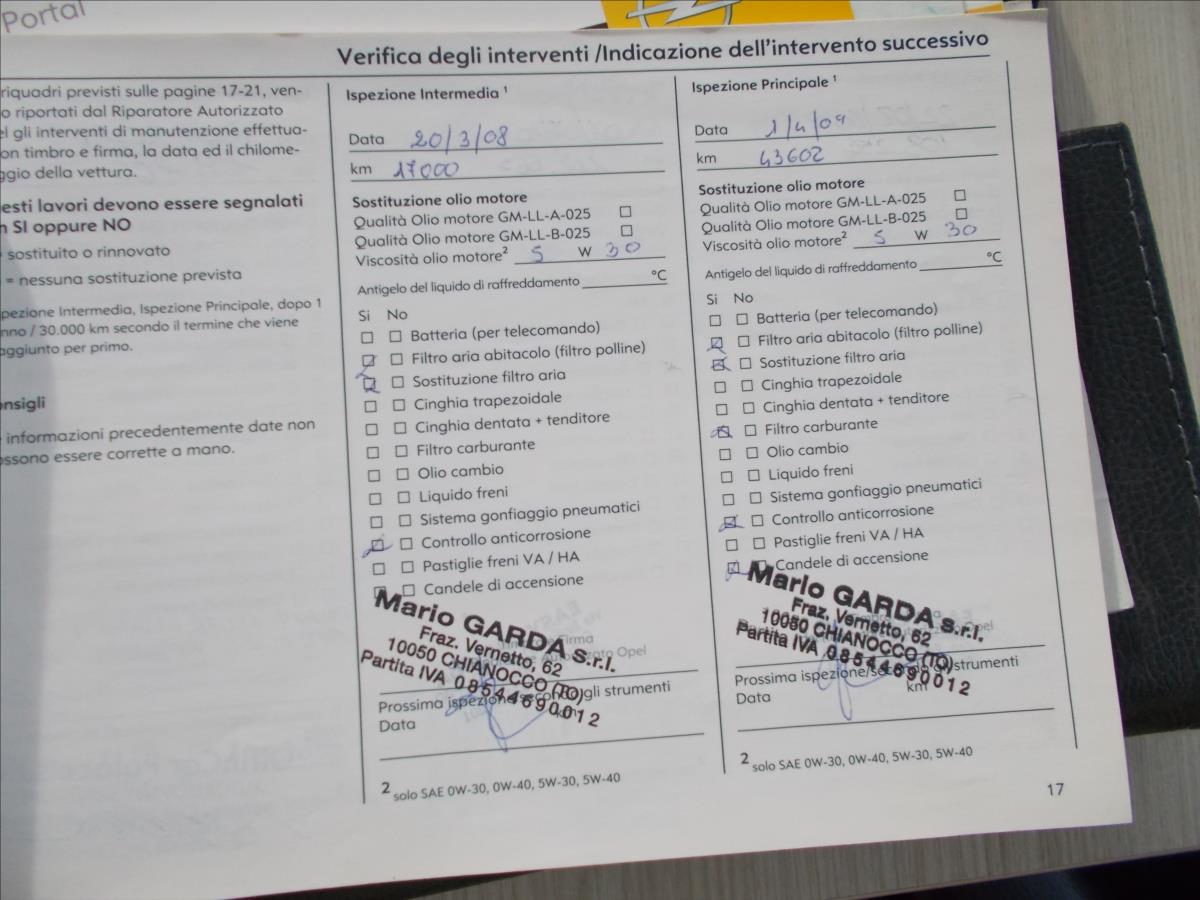 Portal
Verifica degli interventi /Indicazione dell'intervento successivo
riquadri previsti sulle pagine 17-21, ven-
o riportati dal Riparatore Autorizzato
el gli interventi di manutenzione effettua-
on timbro e firma, la data ed il chilome-
ggio della vettura.
esti lavori devono essere segnalati
n SI oppure NO
sostituito o rinnovato
= nessuna sostituzione prevista
pezione Intermedia, Ispezione Principale, dopo 1
nno / 30.000 km secondo il termine che viene
aggiunto per primo.
onsigli
e informazioni precedentemente date non
ossono essere corrette a mano.
Ispezione Intermedia 1
Data 20/3/08
km 17000
Sostituzione olio motore
Qualità Olio motore GM-LL-A-025
Qualità Olio motore GM-LL-B-025
Viscosità olio motore2 5 W 30
Antigelo del liquido di raffreddamento °C
Si No
Batteria (per telecomando)
Filtro aria abitacolo (filtro polline)
Sostituzione filtro aria
Cinghia trapezoidale
Cinghia dentata + tenditore
Filtro carburante
Olio cambio
Liquido freni
Sistema gonfiaggio pneumatici
Controllo anticorrosione
Pastiglie freni VA / HA
Candele di accensione
Mario GARDA s.r.l.
Fraz. Vernetto, 62
10050 CHIANOCCO (TO)
Partita IVA 08544690012
Firma
Opel
Prossima ispezione secondo gli strumenti
Data km
2 solo SAE 0W-30, 0W-40, 5W-30, 5W-40
Ispezione Principale 1
Data 1/4/09
km 43602
Sostituzione olio motore
Qualità Olio motore GM-LL-A-025
Qualità Olio motore GM-LL-B-025
Viscosità olio motore2 5 W 30
Antigelo del liquido di raffreddamento °C
Si No
Batteria (per telecomando)
Filtro aria abitacolo (filtro polline)
Sostituzione filtro aria
Cinghia trapezoidale
Cinghia dentata + tenditore
Filtro carburante
Olio cambio
Liquido freni
Sistema gonfiaggio pneumatici
Controllo anticorrosione
Pastiglie freni VA / HA
Candele di accensione
Mario GARDA s.r.l.
Fraz. Vernetto, 62
10050 CHIANOCCO (TO)
Partita IVA 08544690012
Opel
Prossima ispezione/secondo gli strumenti
Data km
2 solo SAE 0W-30, 0W-40, 5W-30, 5W-40
17